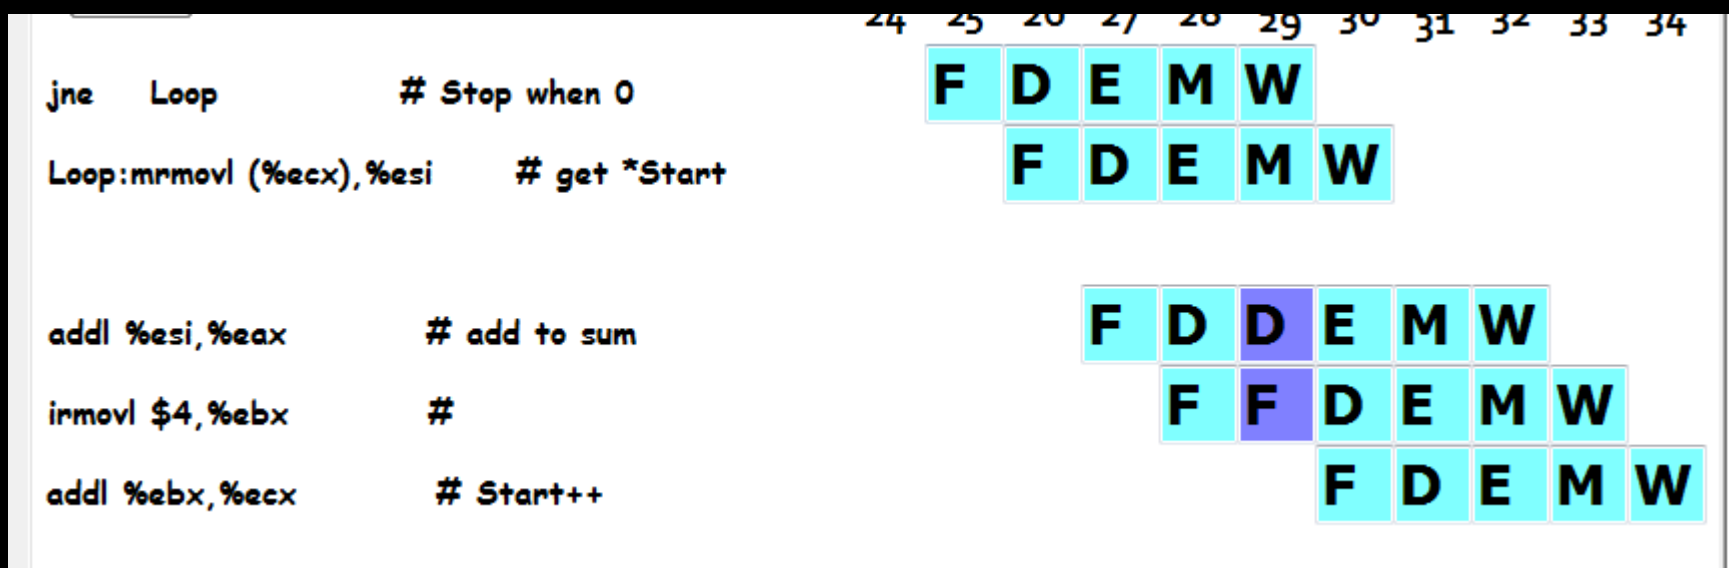 24 25 26 27 28 29 30 31 32 33 34
jne Loop # Stop when 0 F D E M W
Loop:mrmovl (%ecx),%esi # get *Start F D E M W
addl %esi,%eax # add to sum F D D E M W
irmovl $4,%ebx # F F D E M W
addl %ebx,%ecx # Start++ F D E M W